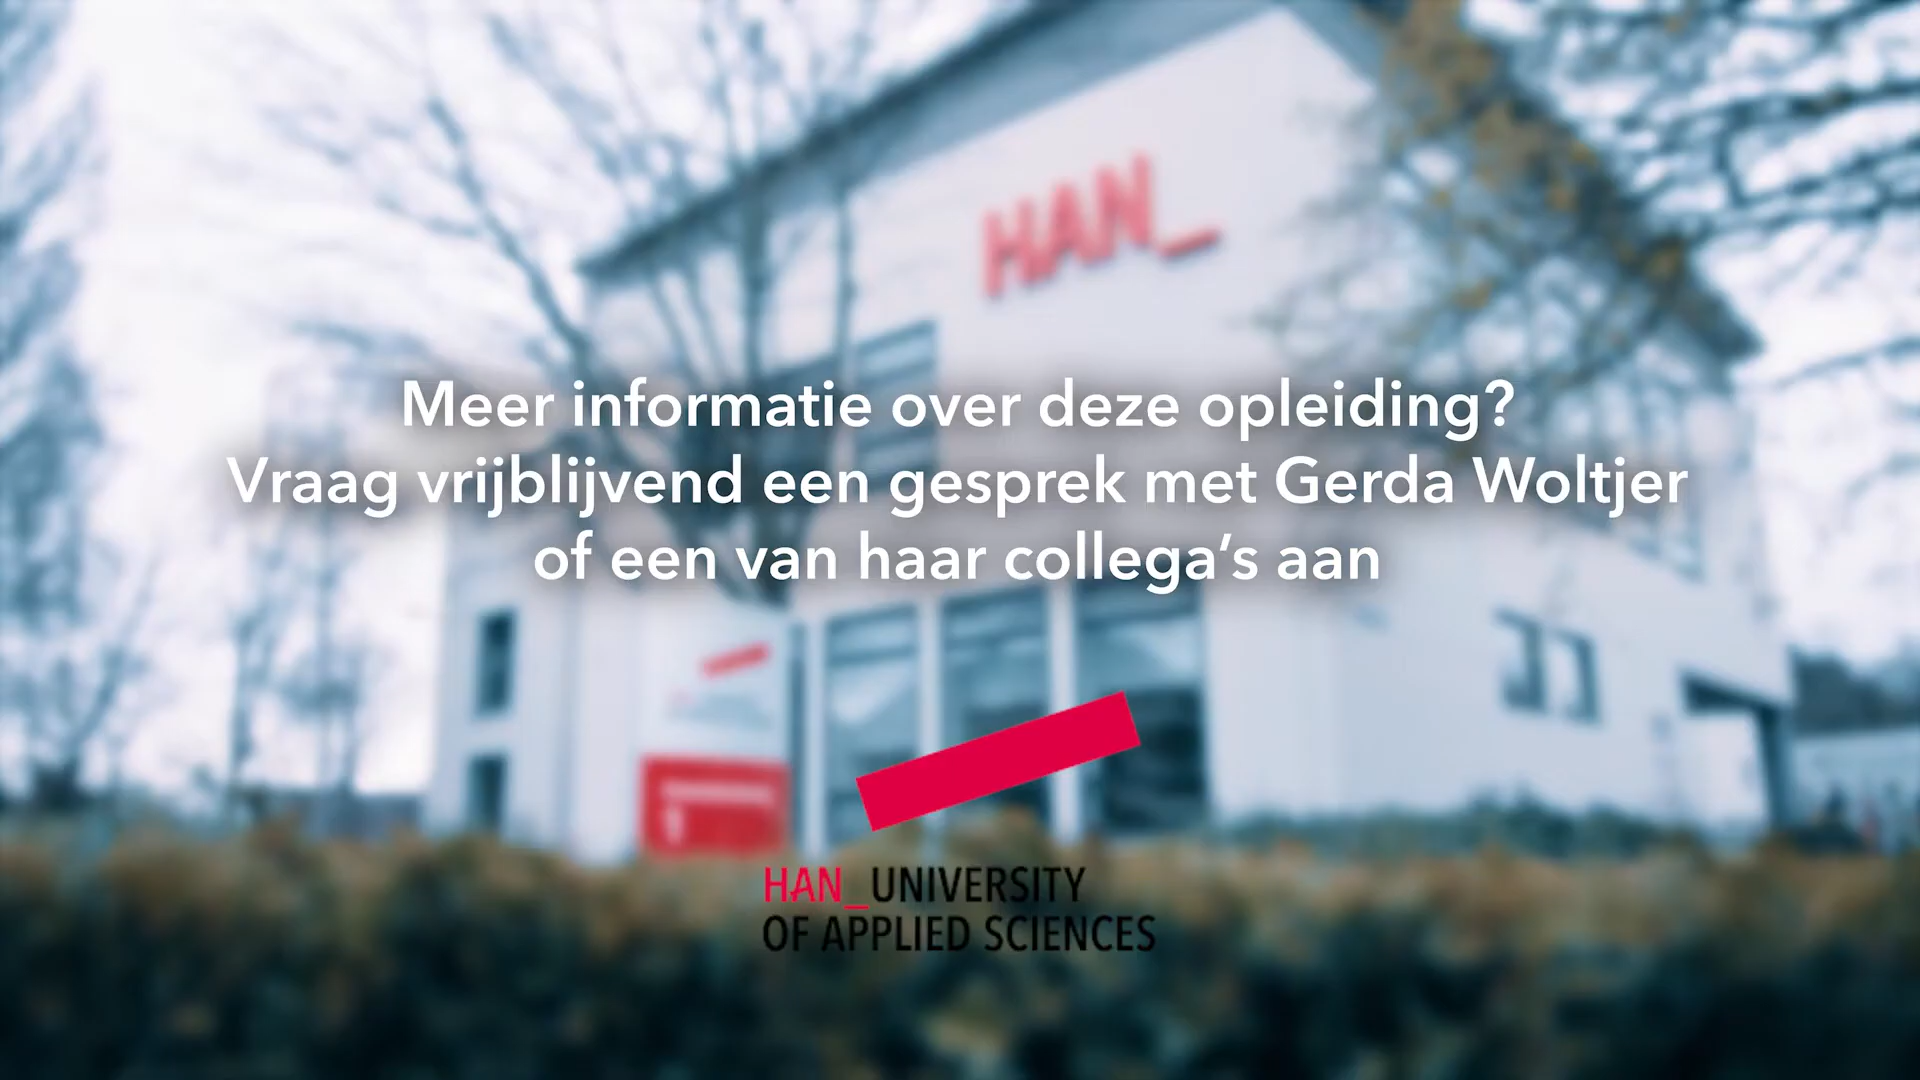 HAN_
Meer informatie over deze opleiding?
Vraag vrijblijvend een gesprek met Gerda Woltjer
of een van haar collega’s aan
HAN_UNIVERSITY
OF APPLIED SCIENCES